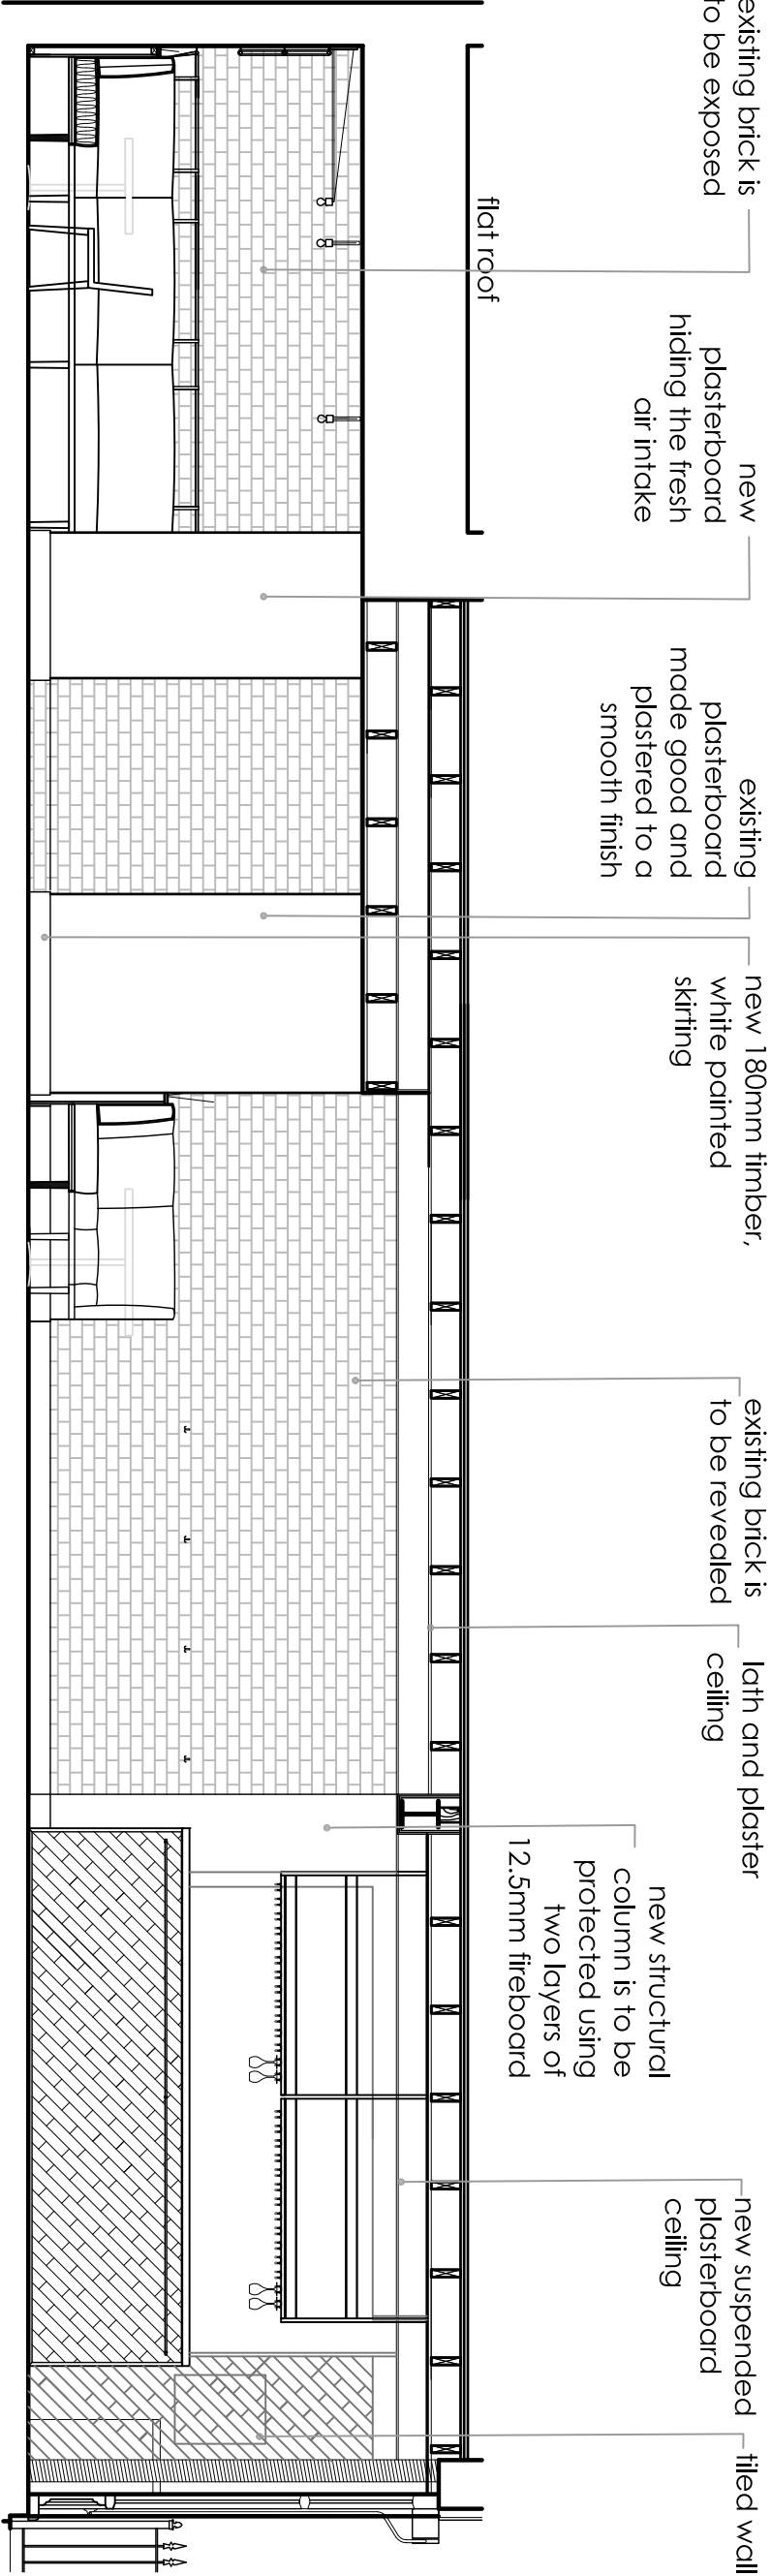 existing brick is
to be exposed
flat roof
new
plasterboard
hiding the fresh
air intake
existing
plasterboard
made good and
plastered to a
smooth finish
new 180mm timber,
white painted
skirting
existing brick is
to be revealed
lath and plaster
ceiling
new structural
column is to be
protected using
two layers of
12.5mm fireboard
new suspended
plasterboard
ceiling
tiled wall